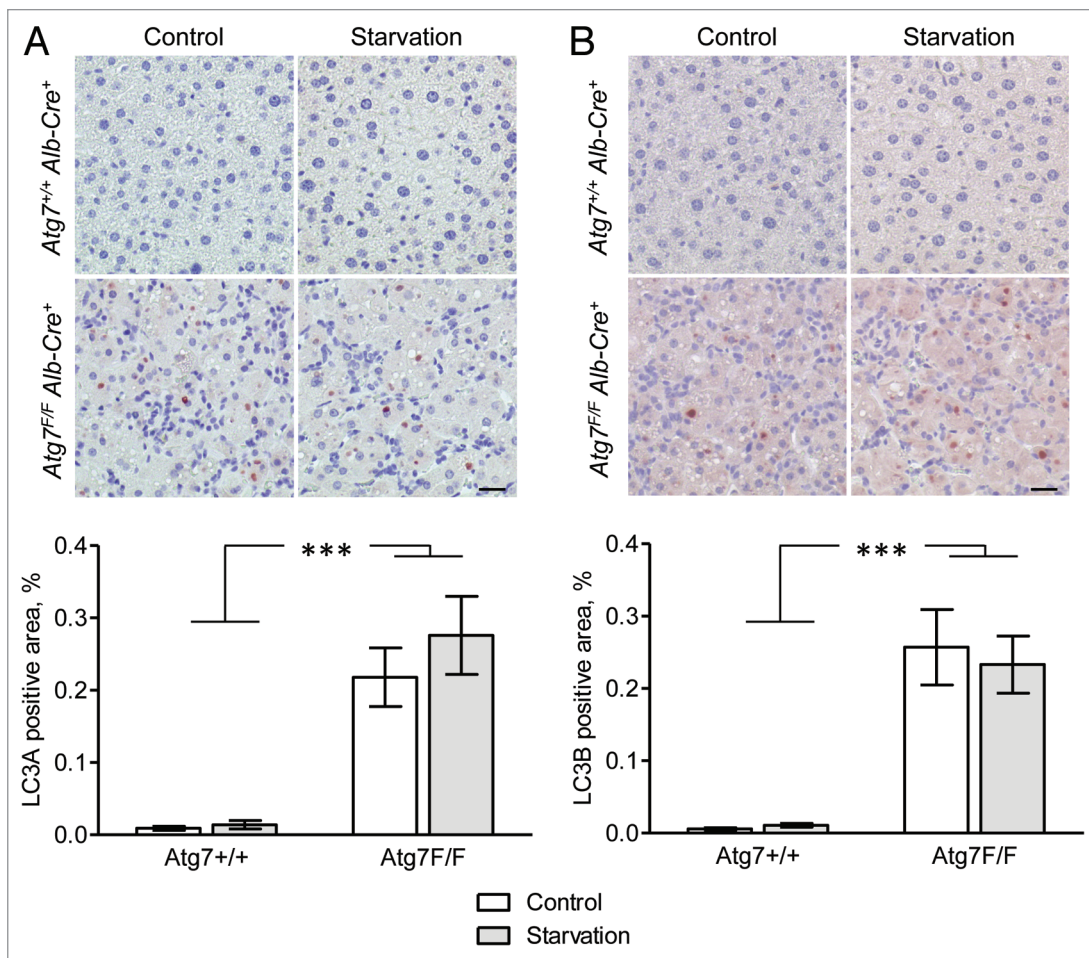 A
Control
Starvation
Atg7+/+ Alb-Cre+
Atg7F/F Alb-Cre+
0.4
0.3
0.2
0.1
0.0
LC3A positive area, %
***
Atg7+/+
Atg7F/F
B
Control
Starvation
Atg7+/+ Alb-Cre+
Atg7F/F Alb-Cre+
0.4
0.3
0.2
0.1
0.0
LC3B positive area, %
***
Atg7+/+
Atg7F/F
Control
Starvation